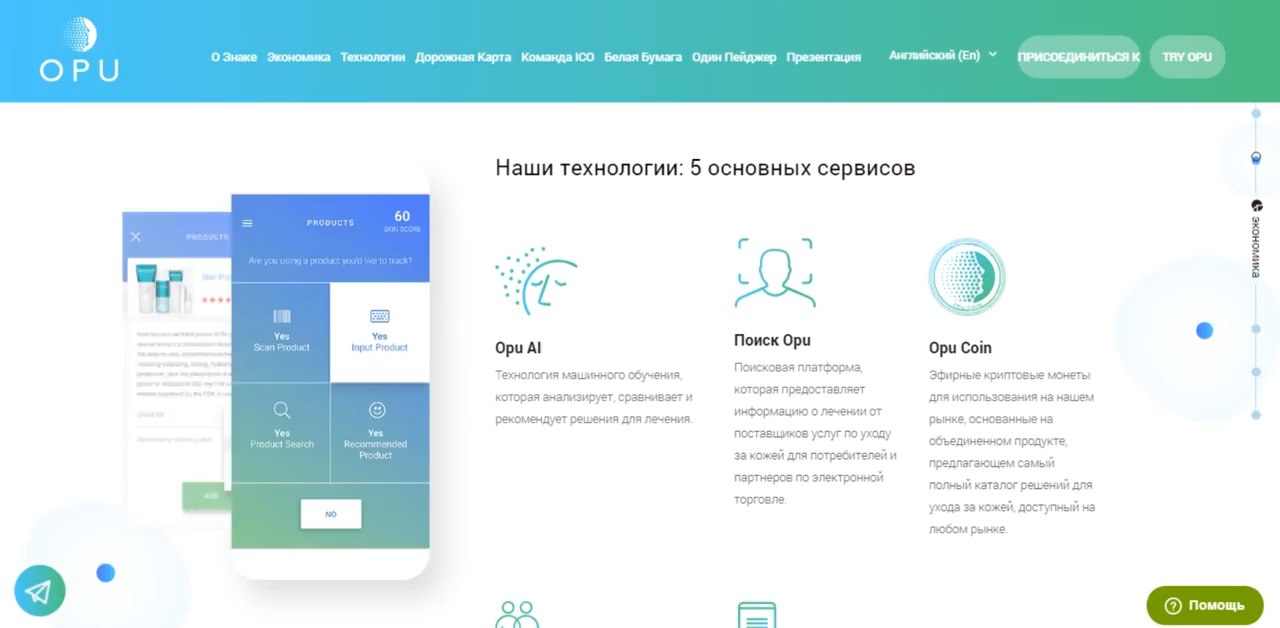 OPU
О Знаке Экономика Технологии Дорожная Карта Команда ICO Белая Бумага Один Пейджер Презентация Английский (En) ПРИСОЕДИНИТЬСЯ К TRY OPU
Наши технологии: 5 основных сервисов
PRODUCTS
60
SKIN SCORE
Are you using a product you'd like to track?
Yes
Scan Product
Yes
Input Product
Yes
Product Search
Yes
Recommended
Product
NO
PRODUCTS
ADD
Opu AI
Технология машинного обучения,
которая анализирует, сравнивает и
рекомендует решения для лечения.
Поиск Opu
Поисковая платформа,
которая предоставляет
информацию о лечении от
поставщиков услуг по уходу
за кожей для потребителей и
партнеров по электронной
торговле.
Opu Coin
Эфирные криптовые монеты
для использования на нашем
рынке, основанные на
объединенном продукте,
предлагающем самый
полный каталог решений для
ухода за кожей, доступный на
любом рынке.
экономика
Помощь